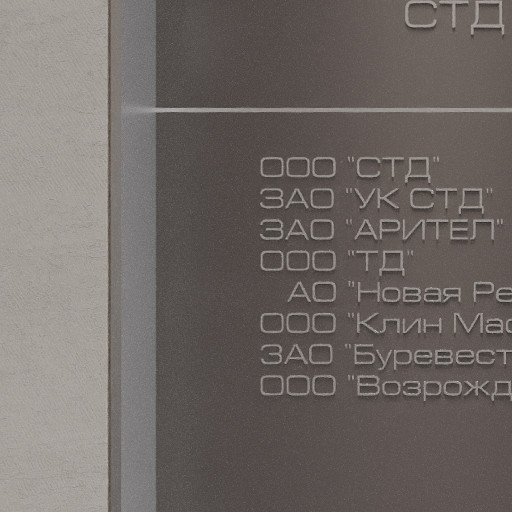 СТД
ООО "СТД"
ЗАО "УК СТД"
ЗАО "АРИТЕЛ"
ООО "ТД"
АО "Новая
ООО "Клин
ЗАО
ООО